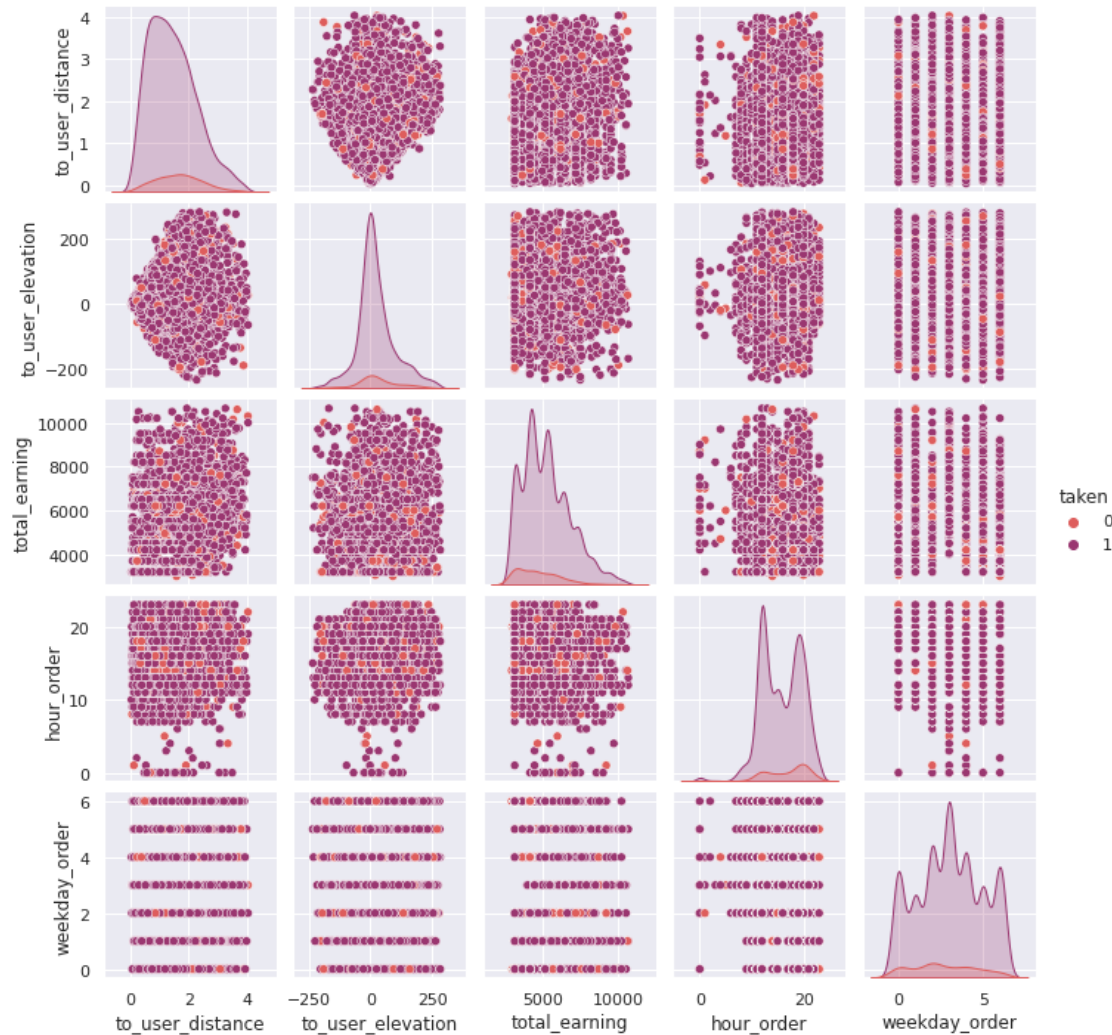 4
3
2
1
0
to_user_distance
200
0
−200
to_user_elevation
10000
8000
6000
4000
total_earning
taken
0
1
20
10
0
hour_order
6
4
2
0
weekday_order
0 2 4
−250 0 250
5000 10000
0 20
0 5
to_user_distance
to_user_elevation
total_earning
hour_order
weekday_order